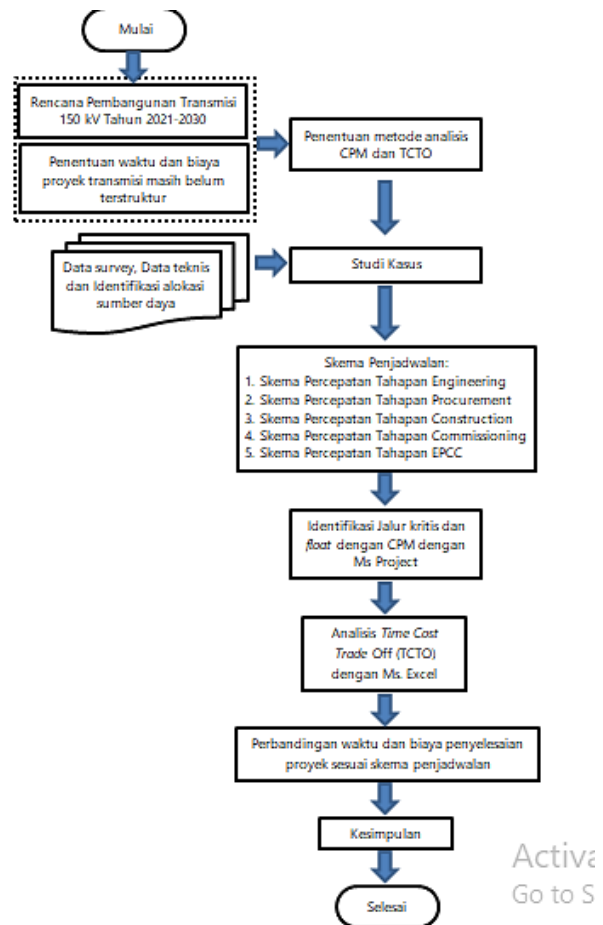 Mulai
Rencana Pembangunan Transmisi
150 kV Tahun 2021-2030
Penentuan waktu dan biaya
proyek transmisi masih belum
terstruktur
Penentuan metode analisis
CPM dan TCTO
Data survey, Data teknis
dan Identifikasi alokasi
sumber daya
Studi Kasus
Skema Penjadwalan:
1. Skema Percepatan Tahapan Engineering
2. Skema Percepatan Tahapan Procurement
3. Skema Percepatan Tahapan Construction
4. Skema Percepatan Tahapan Commissioning
5. Skema Percepatan Tahapan EPCC
Identifikasi Jalur kritis dan
float dengan CPM dengan
Ms Project
Analisis Time Cost
Trade Off (TCTO)
dengan Ms. Excel
Perbandingan waktu dan biaya penyelesaian
proyek sesuai skema penjadwalan
Kesimpulan
Selesai
Activa
Go to S